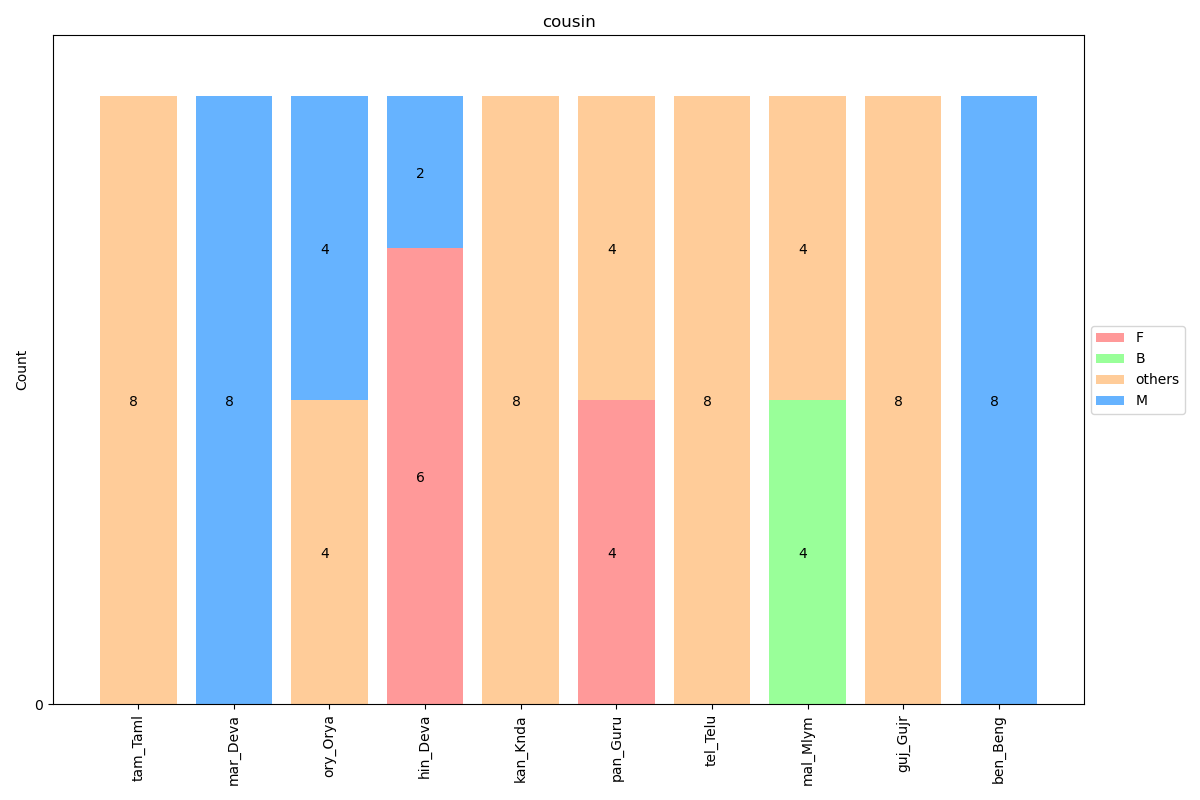 cousin
Count
0
8
8
4
4
2
6
8
4
4
8
4
4
8
8
tam_Taml
mar_Deva
ory_Orya
hin_Deva
kan_Knda
pan_Guru
tel_Telu
mal_Mlym
guj_Gujr
ben_Beng
F
B
others
M